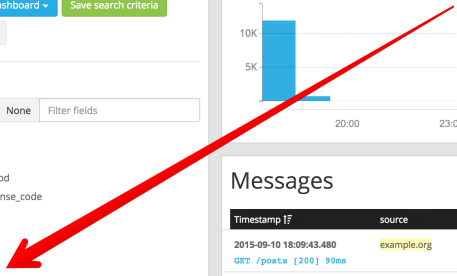 shboard Save search criteria
None Filter fields
od
nse_code
10K
5K
20:00 23:0
Messages
Timestamp source
2015-09-10 18:09:43.480 example.org
GET /posts [200] 90ms